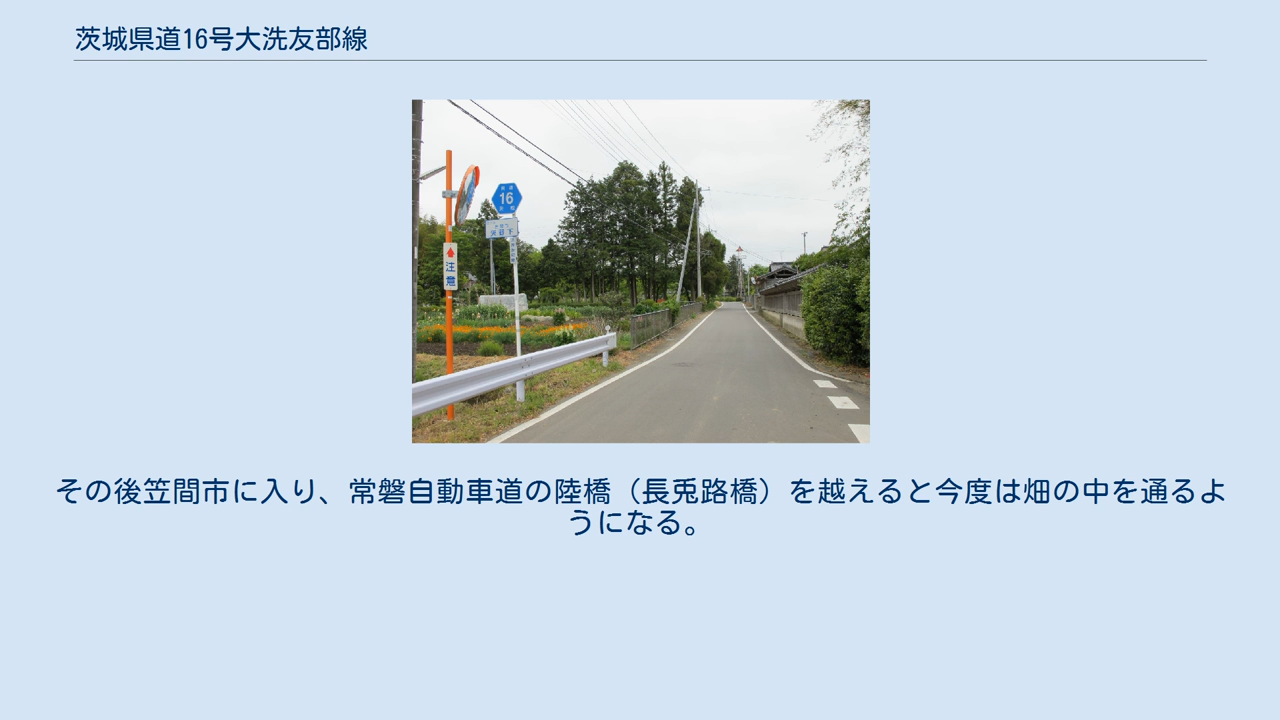 茨城県道16号大洗友部線
16
注意
その後笠間市に入り、常磐自動車道の陸橋（長兎路橋）を越えると今度は畑の中を通るよ
うになる。